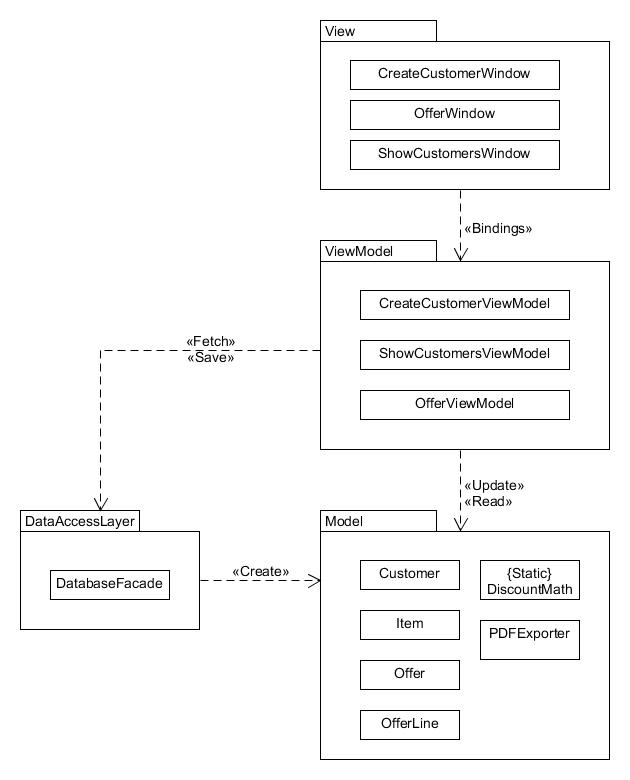 View
CreateCustomerWindow
OfferWindow
ShowCustomersWindow
«Bindings»
ViewModel
CreateCustomerViewModel
ShowCustomersViewModel
OfferViewModel
«Fetch»
«Save»
«Update»
«Read»
DataAccessLayer
DatabaseFacade
«Create»
Model
Customer
Item
Offer
OfferLine
{Static}
DiscountMath
PDFExporter